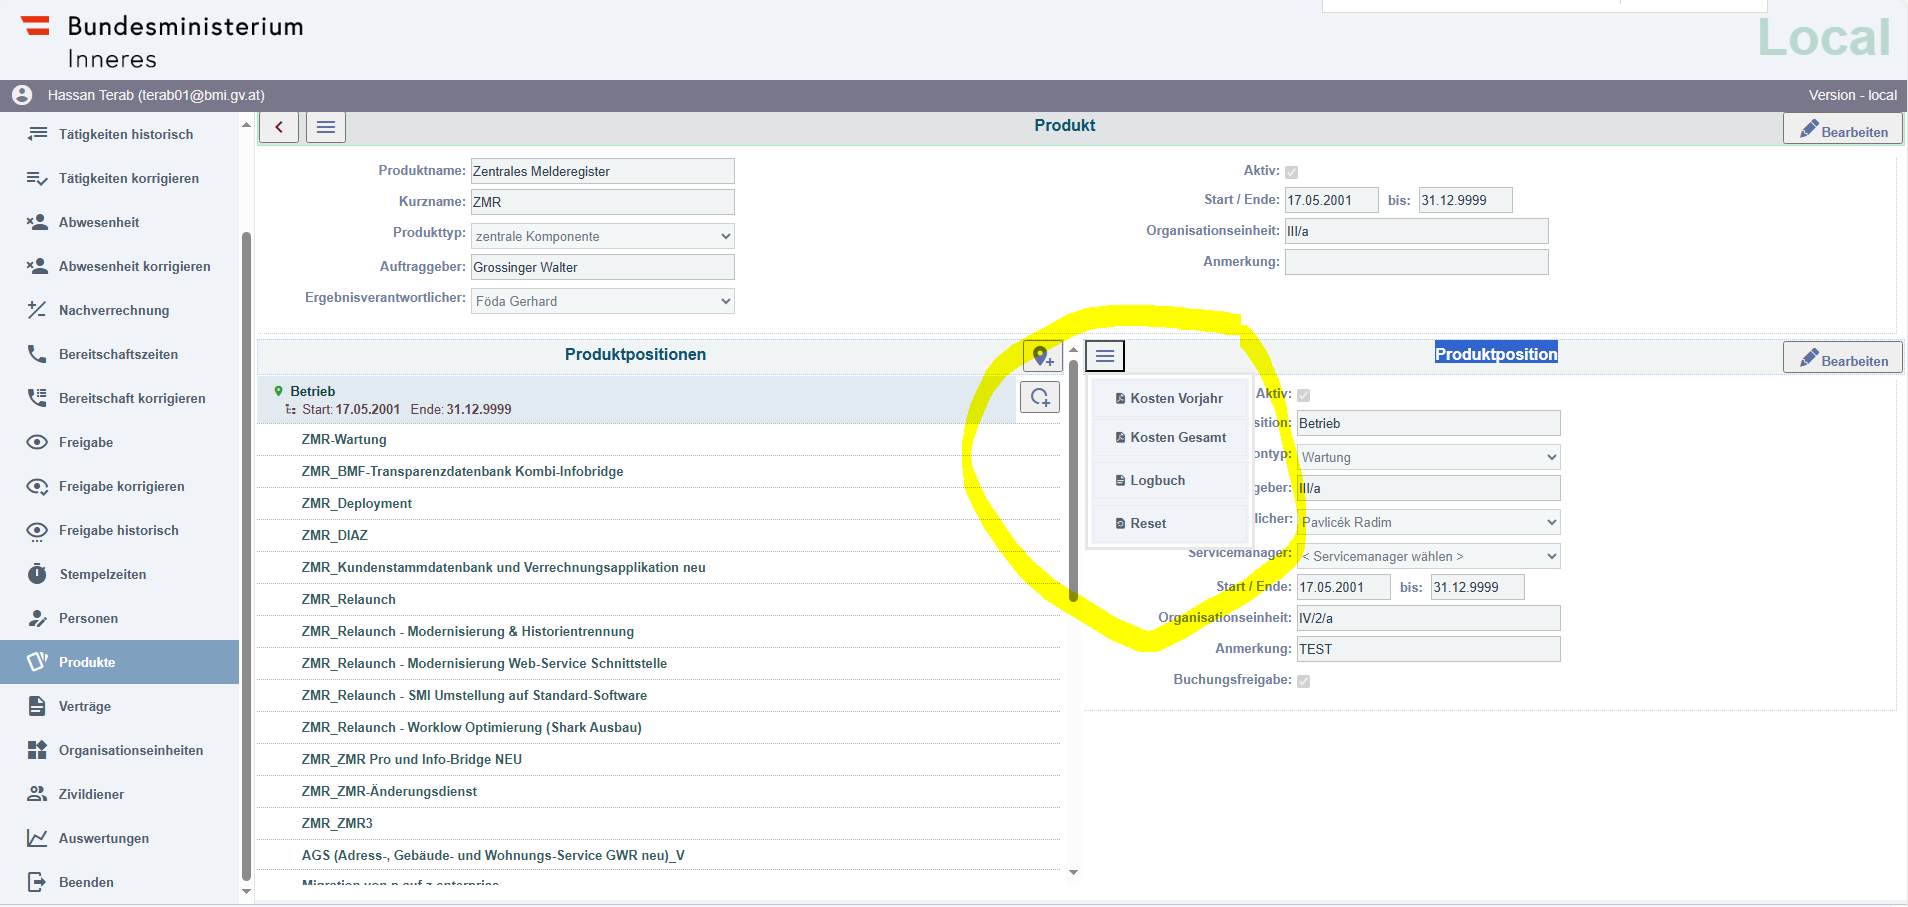 Bundesministerium
Inneres
Local
Hassan Terab (terab01@bmi.gv.at)
Version - local
Tätigkeiten historisch
Tätigkeiten korrigieren
Abwesenheit
Abwesenheit korrigieren
Nachverrechnung
Bereitschaftszeiten
Bereitschaft korrigieren
Freigabe
Freigabe korrigieren
Freigabe historisch
Stempelzeiten
Personen
Produkte
Verträge
Organisationseinheiten
Zivildiener
Auswertungen
Beenden
Produkt
Bearbeiten
Produktname: Zentrales Melderegister
Kurzname: ZMR
Produkttyp: zentrale Komponente
Auftraggeber: Grossinger Walter
Ergebnisverantwortlicher: Föda Gerhard
Aktiv:
Start / Ende: 17.05.2001 bis: 31.12.9999
Organisationseinheit: III/a
Anmerkung:
Produktpositionen
Betrieb
Start: 17.05.2001 Ende: 31.12.9999
ZMR-Wartung
ZMR_BMF-Transparenzdatenbank Kombi-Infobridge
ZMR_Deployment
ZMR_DIAZ
ZMR_Kundenstammdatenbank und Verrechnungsapplikation neu
ZMR_Relaunch
ZMR_Relaunch - Modernisierung & Historientrennung
ZMR_Relaunch - Modernisierung Web-Service Schnittstelle
ZMR_Relaunch - SMI Umstellung auf Standard-Software
ZMR_Relaunch - Worklow Optimierung (Shark Ausbau)
ZMR_ZMR Pro und Info-Bridge NEU
ZMR_ZMR-Änderungsdienst
ZMR_ZMR3
AGS (Adress-, Gebäude- und Wohnungs-Service GWR neu)_V
Migration von n auf z enterprise
Produktposition
Bearbeiten
Kosten Vorjahr
Kosten Gesamt
Logbuch
Reset
Aktiv:
sition: Betrieb
ontyp: Wartung
geber: III/a
licher: Pavlicék Radim
Servicemanager: < Servicemanager wählen >
Start / Ende: 17.05.2001 bis: 31.12.9999
Organisationseinheit: IV/2/a
Anmerkung: TEST
Buchungsfreigabe: